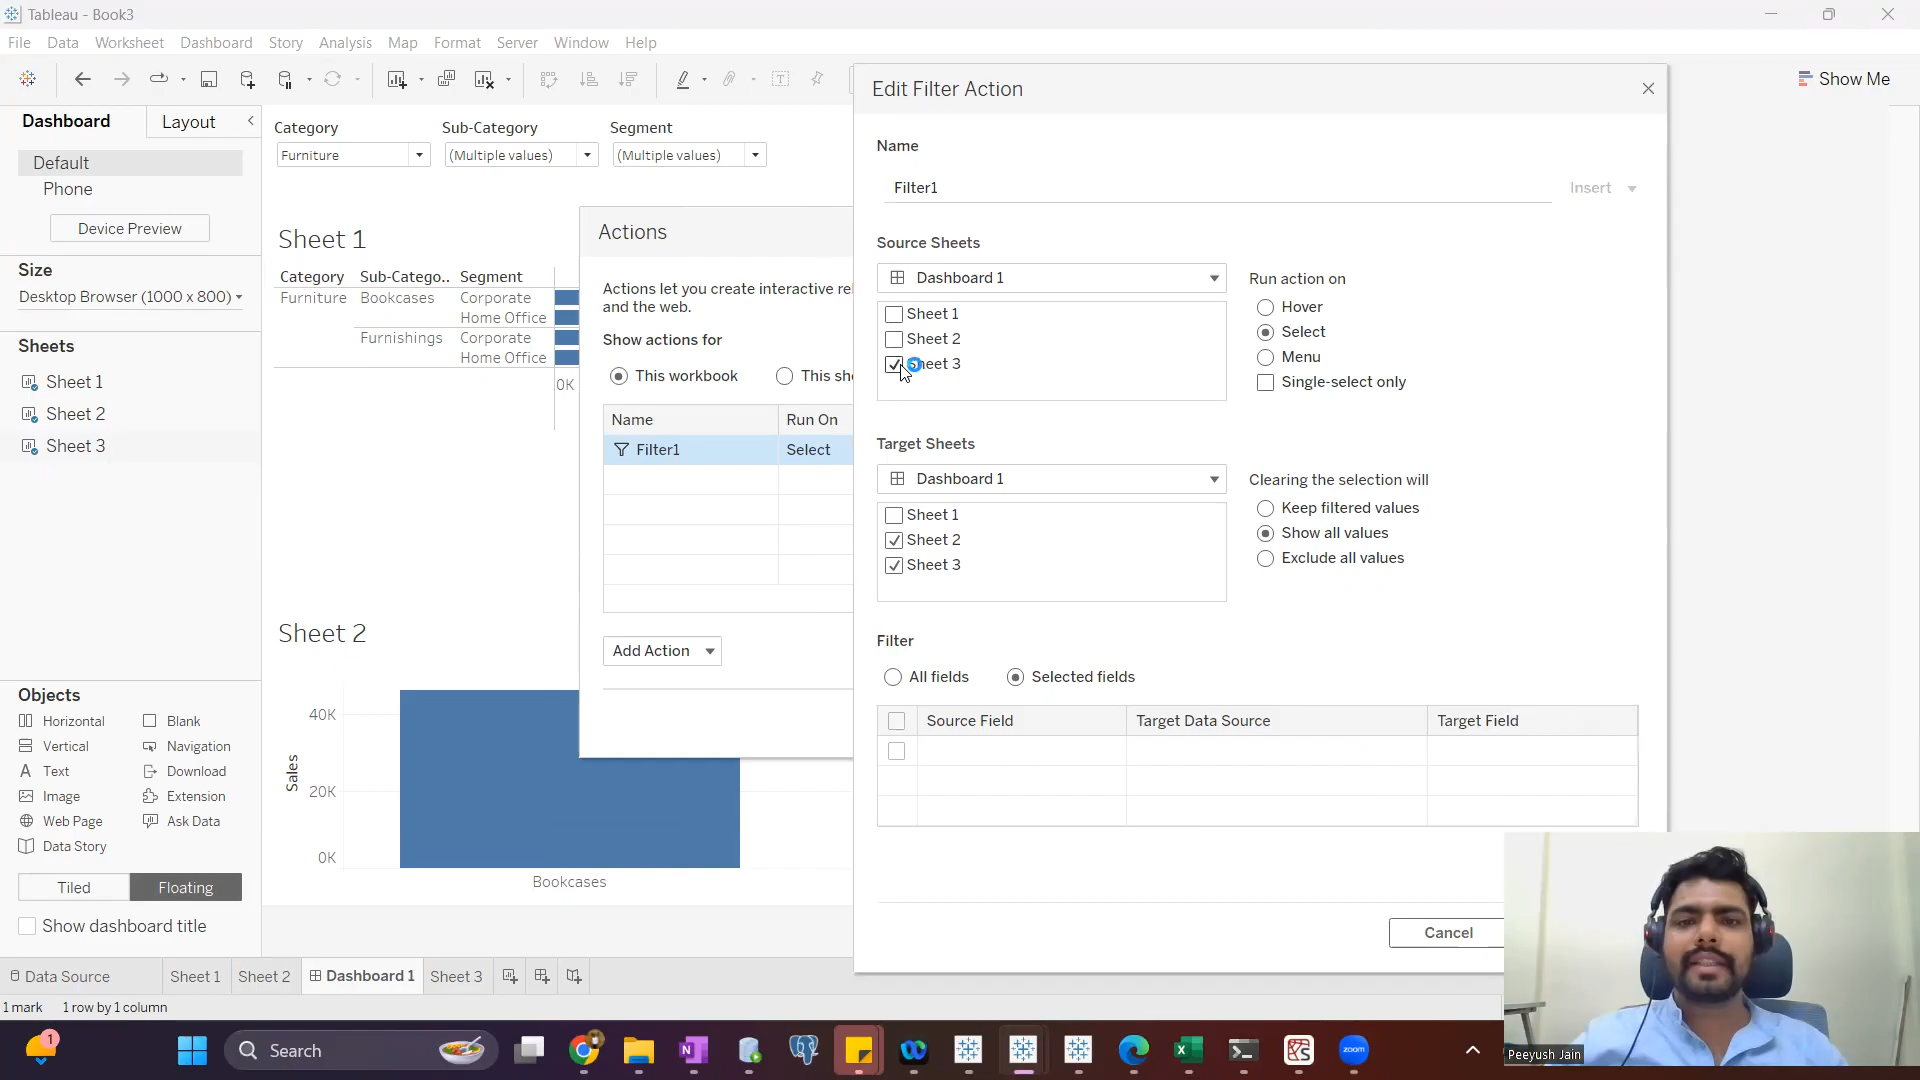 Tableau - Book3
File Data Worksheet Dashboard Story Analysis Map Format Server Window Help
Show Me
Dashboard
Layout
Default
Phone
Device Preview
Size
Desktop Browser (1000 x 800)
Sheets
Sheet 1
Sheet 2
Sheet 3
Objects
Horizontal Blank
Vertical Navigation
Text Download
Image Extension
Web Page Ask Data
Data Story
Tiled Floating
Show dashboard title
Category Sub-Category Segment
Furniture (Multiple values) (Multiple values)
Sheet 1
Category Sub-Catego.. Segment
Furniture Bookcases Corporate
Home Office
Furnishings Corporate
Home Office
0K
Sheet 2
40K
20K
0K
Sales
Bookcases
Actions
Actions let you create interactive rel
and the web.
Show actions for
This workbook This she
Name Run On
Filter1 Select
Add Action
Edit Filter Action
Name
Filter1
Insert
Source Sheets
Dashboard 1
Sheet 1
Sheet 2
Sheet 3
Run action on
Hover
Select
Menu
Single-select only
Target Sheets
Dashboard 1
Sheet 1
Sheet 2
Sheet 3
Clearing the selection will
Keep filtered values
Show all values
Exclude all values
Filter
All fields Selected fields
Source Field Target Data Source Target Field
Cancel
Data Source Sheet 1 Sheet 2 Dashboard 1 Sheet 3
1 mark 1 row by 1 column
1
Search
zoom
Peeyush Jain